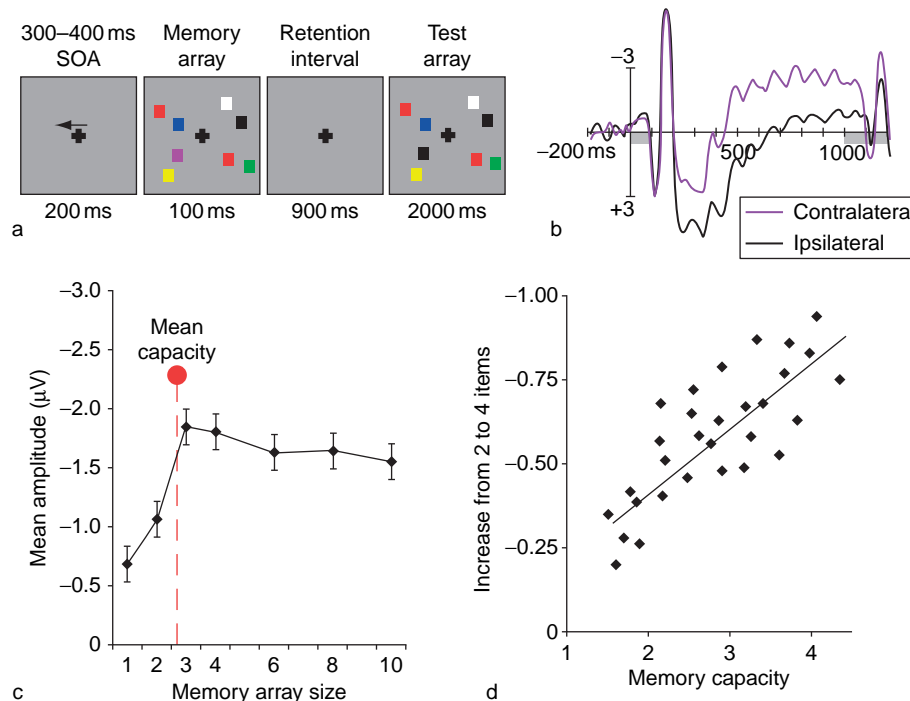 a
300–400 ms
SOA
Memory
array
Retention
interval
Test
array
200 ms
100 ms
900 ms
2000 ms
b
–3
–200 ms
500
1000
+3
Contralateral
Ipsilateral
c
Mean amplitude (µV)
–3.5
–3.0
–2.5
–2.0
–1.5
–1.0
–0.5
0
Mean
capacity
1 2 3 4 6 8 10
Memory array size
d
Increase from 2 to 4 items
–1.00
–0.75
–0.50
–0.25
0
1 2 3 4
Memory capacity